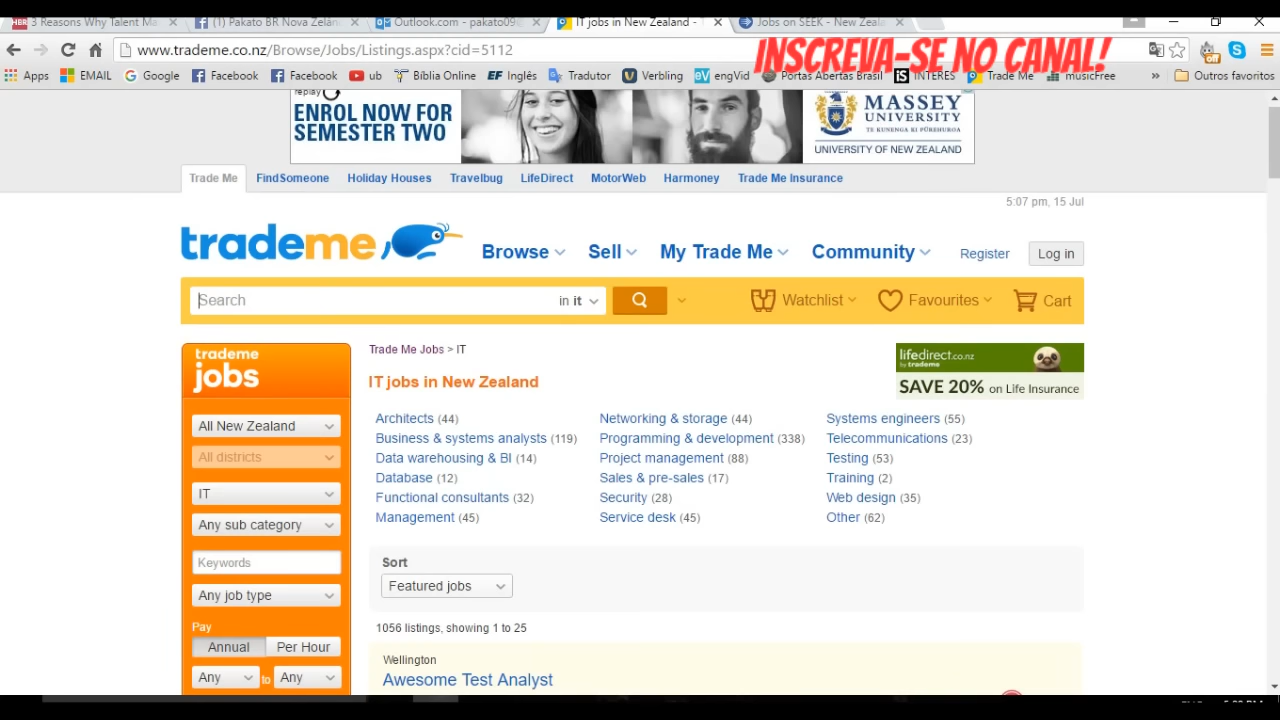 HBR 3 Reasons Why Talent Ma
(1) Pakato BR Nova Zelân
Outlook.com - pakato09@
IT jobs in New Zealand - T
Jobs on SEEK - New Zeal
www.trademe.co.nz/Browse/Jobs/Listings.aspx?cid=5112
INSCREVA-SE NO CANAL!
Apps EMAIL Google Facebook Facebook ub Bíblia Online EF Inglês Tradutor Verbling engVid Portas Abertas Brasil INTERES Trade Me musicFree » Outros favoritos
replay
ENROL NOW FOR
SEMESTER TWO
MASSEY
UNIVERSITY
TE KUNENGA KI PŪREHUROA
UNIVERSITY OF NEW ZEALAND
Trade Me FindSomeone Holiday Houses Travelbug LifeDirect MotorWeb Harmoney Trade Me Insurance
5:07 pm, 15 Jul
trademe
Browse Sell My Trade Me Community Register Log in
Search in it
Watchlist Favourites Cart
trademe
jobs
Trade Me Jobs > IT
IT jobs in New Zealand
lifedirect.co.nz
by trademe
SAVE 20% on Life Insurance
Architects (44)
Business & systems analysts (119)
Data warehousing & BI (14)
Database (12)
Functional consultants (32)
Management (45)
Networking & storage (44)
Programming & development (338)
Project management (88)
Sales & pre-sales (17)
Security (28)
Service desk (45)
Systems engineers (55)
Telecommunications (23)
Testing (53)
Training (2)
Web design (35)
Other (62)
All New Zealand
All districts
IT
Any sub category
Keywords
Any job type
Pay
Annual Per Hour
Any to Any
Sort
Featured jobs
1056 listings, showing 1 to 25
Wellington
Awesome Test Analyst